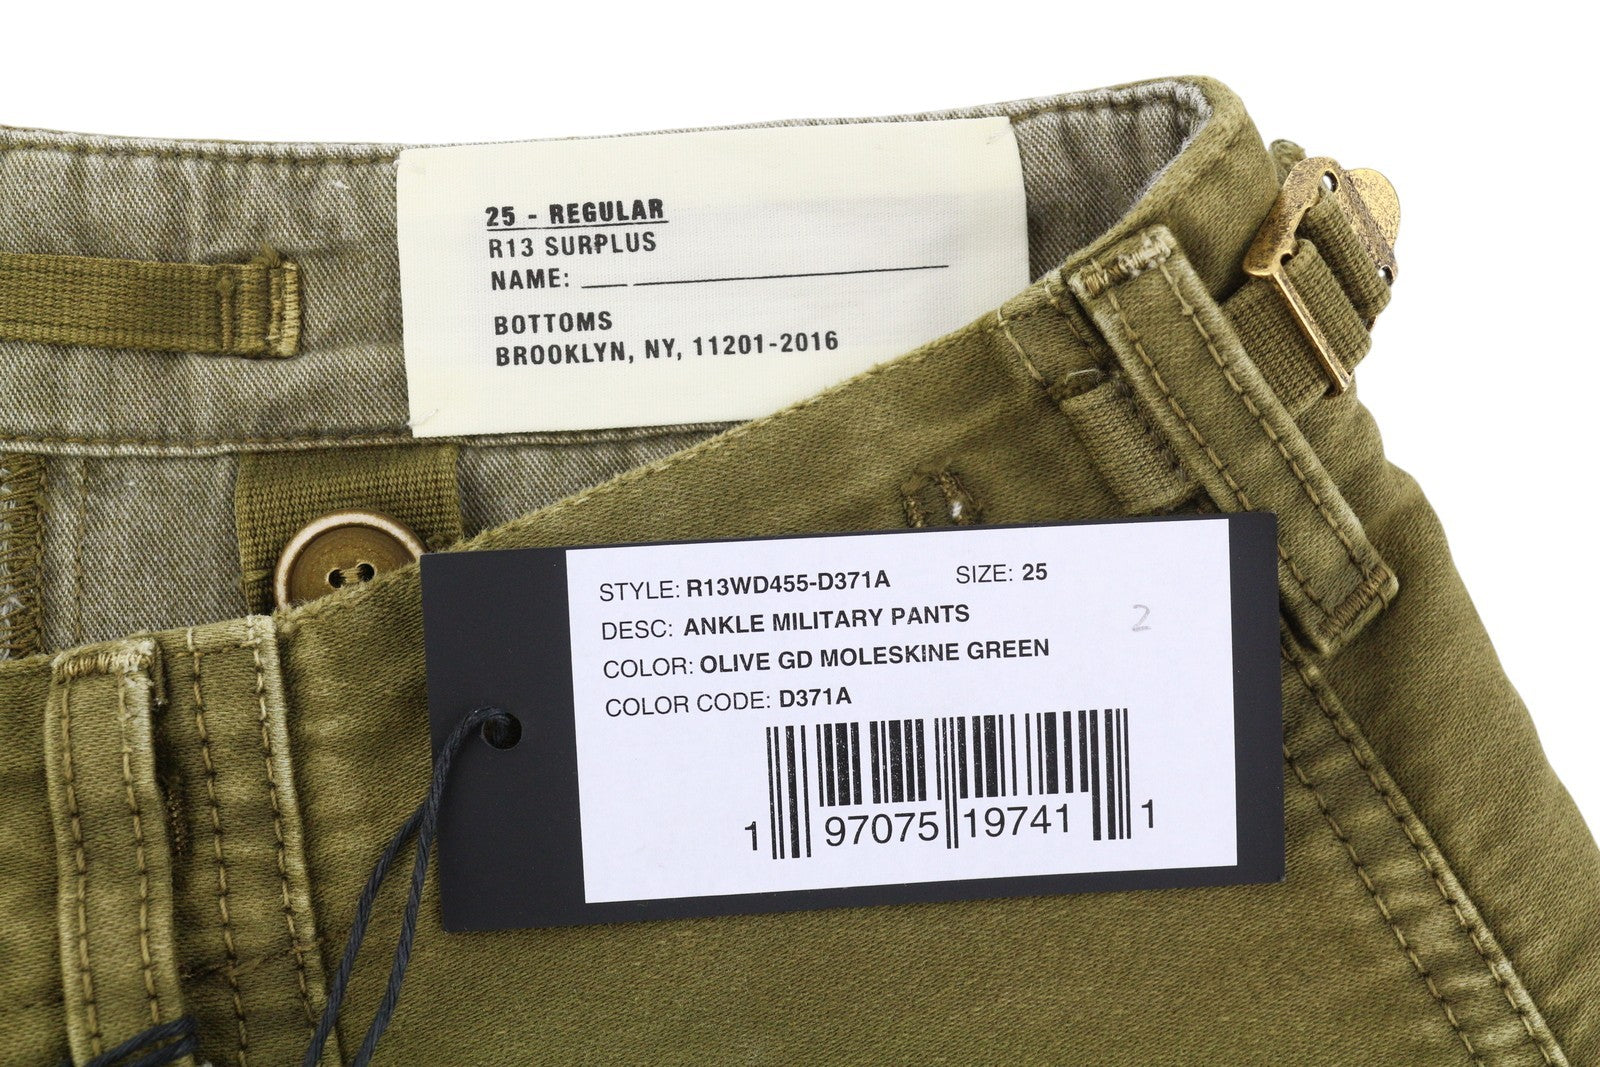 25 - REGULAR
R13 SURPLUS
NAME:
BOTTOMS
BROOKLYN, NY, 11201-2016
STYLE: R13WD455-D371A SIZE: 25
DESC: ANKLE MILITARY PANTS
2
COLOR: OLIVE GD MOLESKINE GREEN
COLOR CODE: D371A
1 97075 19741 1